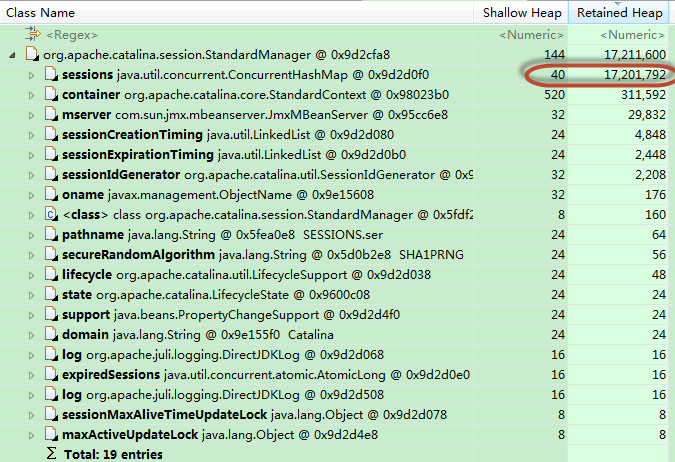 Class Name Shallow Heap Retained Heap
<Regex> <Numeric> <Numeric>
org.apache.catalina.session.StandardManager @ 0x9d2cfa8 144 17,211,600
sessions java.util.concurrent.ConcurrentHashMap @ 0x9d2d0f0 40 17,201,792
container org.apache.catalina.core.StandardContext @ 0x98023b0 520 311,592
mserver com.sun.jmx.mbeanserver.JmxMBeanServer @ 0x95cc6e8 32 29,832
sessionCreationTiming java.util.LinkedList @ 0x9d2d080 24 4,848
sessionExpirationTiming java.util.LinkedList @ 0x9d2d0b0 24 2,448
sessionIdGenerator org.apache.catalina.util.SessionIdGenerator @ 0x9 32 2,208
oname javax.management.ObjectName @ 0x9e15608 32 176
<class> class org.apache.catalina.session.StandardManager @ 0x5fdf2 8 160
pathname java.lang.String @ 0x5fea0e8 SESSIONS.ser 24 64
secureRandomAlgorithm java.lang.String @ 0x5d0b2e8 SHA1PRNG 24 56
lifecycle org.apache.catalina.util.LifecycleSupport @ 0x9d2d038 24 48
state org.apache.catalina.LifecycleState @ 0x9600c08 24 24
support java.beans.PropertyChangeSupport @ 0x9d2d4f0 24 24
domain java.lang.String @ 0x9e155f0 Catalina 24 24
log org.apache.juli.logging.DirectJDKLog @ 0x9d2d068 16 16
expiredSessions java.util.concurrent.atomic.AtomicLong @ 0x9d2d0e0 16 16
log org.apache.juli.logging.DirectJDKLog @ 0x9d2d508 16 16
sessionMaxAliveTimeUpdateLock java.lang.Object @ 0x9d2d078 8 8
maxActiveUpdateLock java.lang.Object @ 0x9d2d4e8 8 8
Σ Total: 19 entries